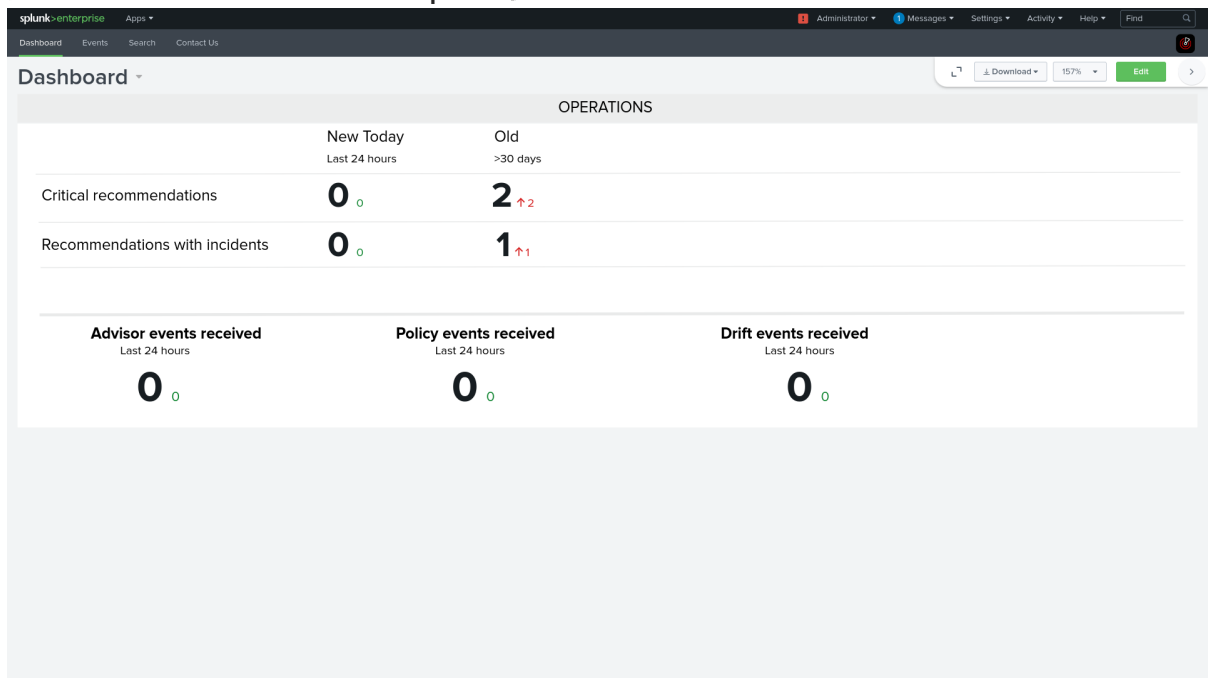 splunk>enterprise Apps ▾ ! Administrator ▾ 1 Messages ▾ Settings ▾ Activity ▾ Help ▾ Find
Dashboard Events Search Contact Us
Dashboard
Download ▾ 157% ▾ Edit >
OPERATIONS
New Today Old
Last 24 hours >30 days
Critical recommendations 0 0 2 ↑ 2
Recommendations with incidents 0 0 1 ↑ 1
Advisor events received Policy events received Drift events received
Last 24 hours Last 24 hours Last 24 hours
0 0 0 0 0 0